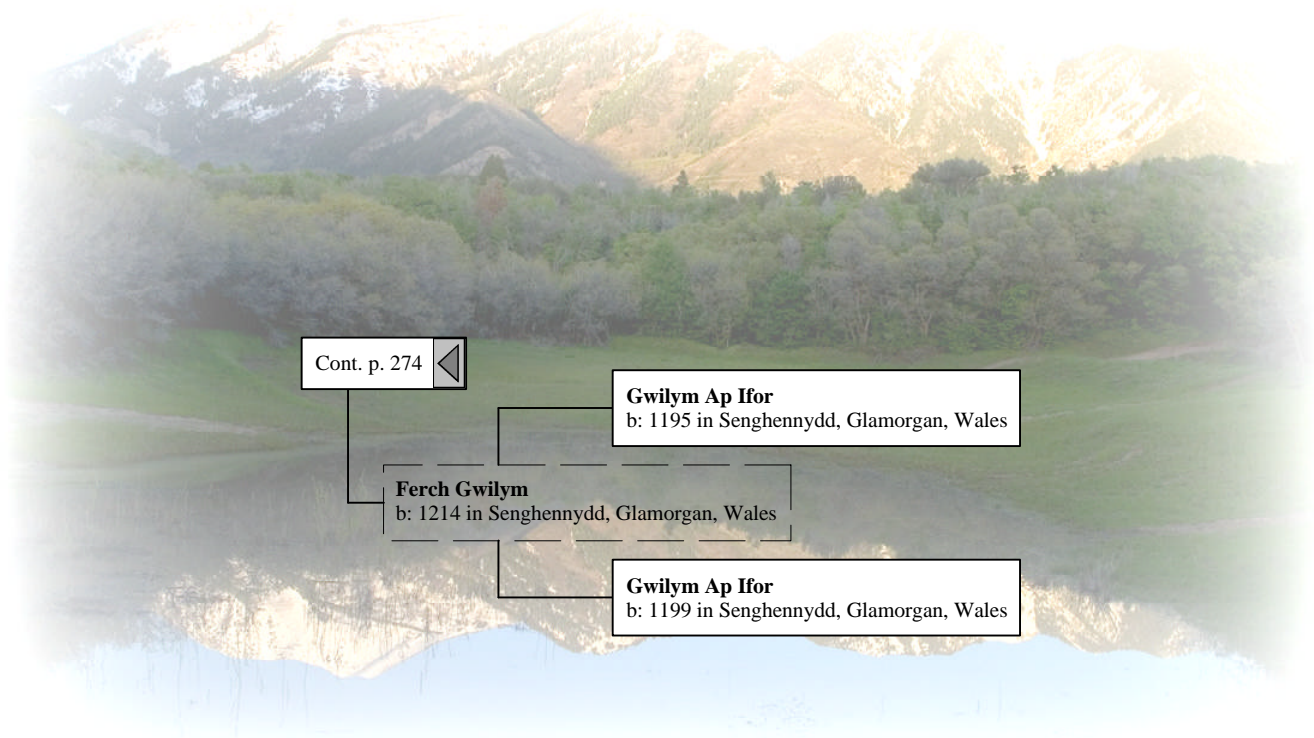 Cont. p. 274
Gwilym Ap Ifor
b: 1195 in Senghennydd, Glamorgan, Wales
Ferch Gwilym
b: 1214 in Senghennydd, Glamorgan, Wales
Gwilym Ap Ifor
b: 1199 in Senghennydd, Glamorgan, Wales